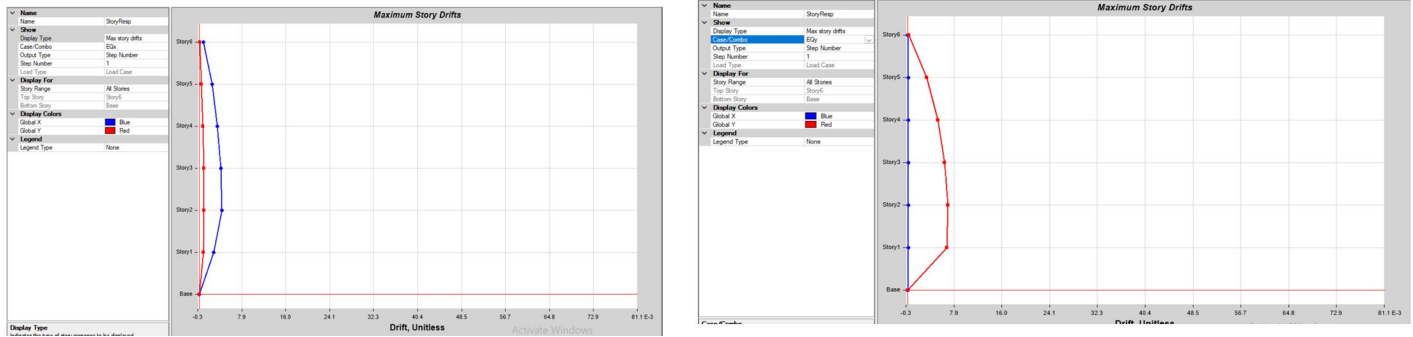 Name
Name StoryResp
Show
Display Type Max story drifts
Case/Combo EQx
Output Type Step Number
Step Number 1
Load Type Load Case
Display For
Story Range All Stories
Top Story Story6
Bottom Story Base
Display Colors
Global X Blue
Global Y Red
Legend
Legend Type None
Display Type
Maximum Story Drifts
Story6
Story5
Story4
Story3
Story2
Story1
Base
-0.3 7.9 16.0 24.1 32.3 40.4 48.5 56.7 64.8 72.9 81.1 E-3
Drift, Unitless
Activate Windows
Name
Name StoryResp
Show
Display Type Max story drifts
Case/Combo EQy
Output Type Step Number
Step Number 1
Load Type Load Case
Display For
Story Range All Stories
Top Story Story6
Bottom Story Base
Display Colors
Global X Blue
Global Y Red
Legend
Legend Type None
Maximum Story Drifts
Story6
Story5
Story4
Story3
Story2
Story1
Base
-0.3 7.9 16.0 24.1 32.3 40.4 48.5 56.7 64.8 72.9 81.1 E-3
Drift, Unitless